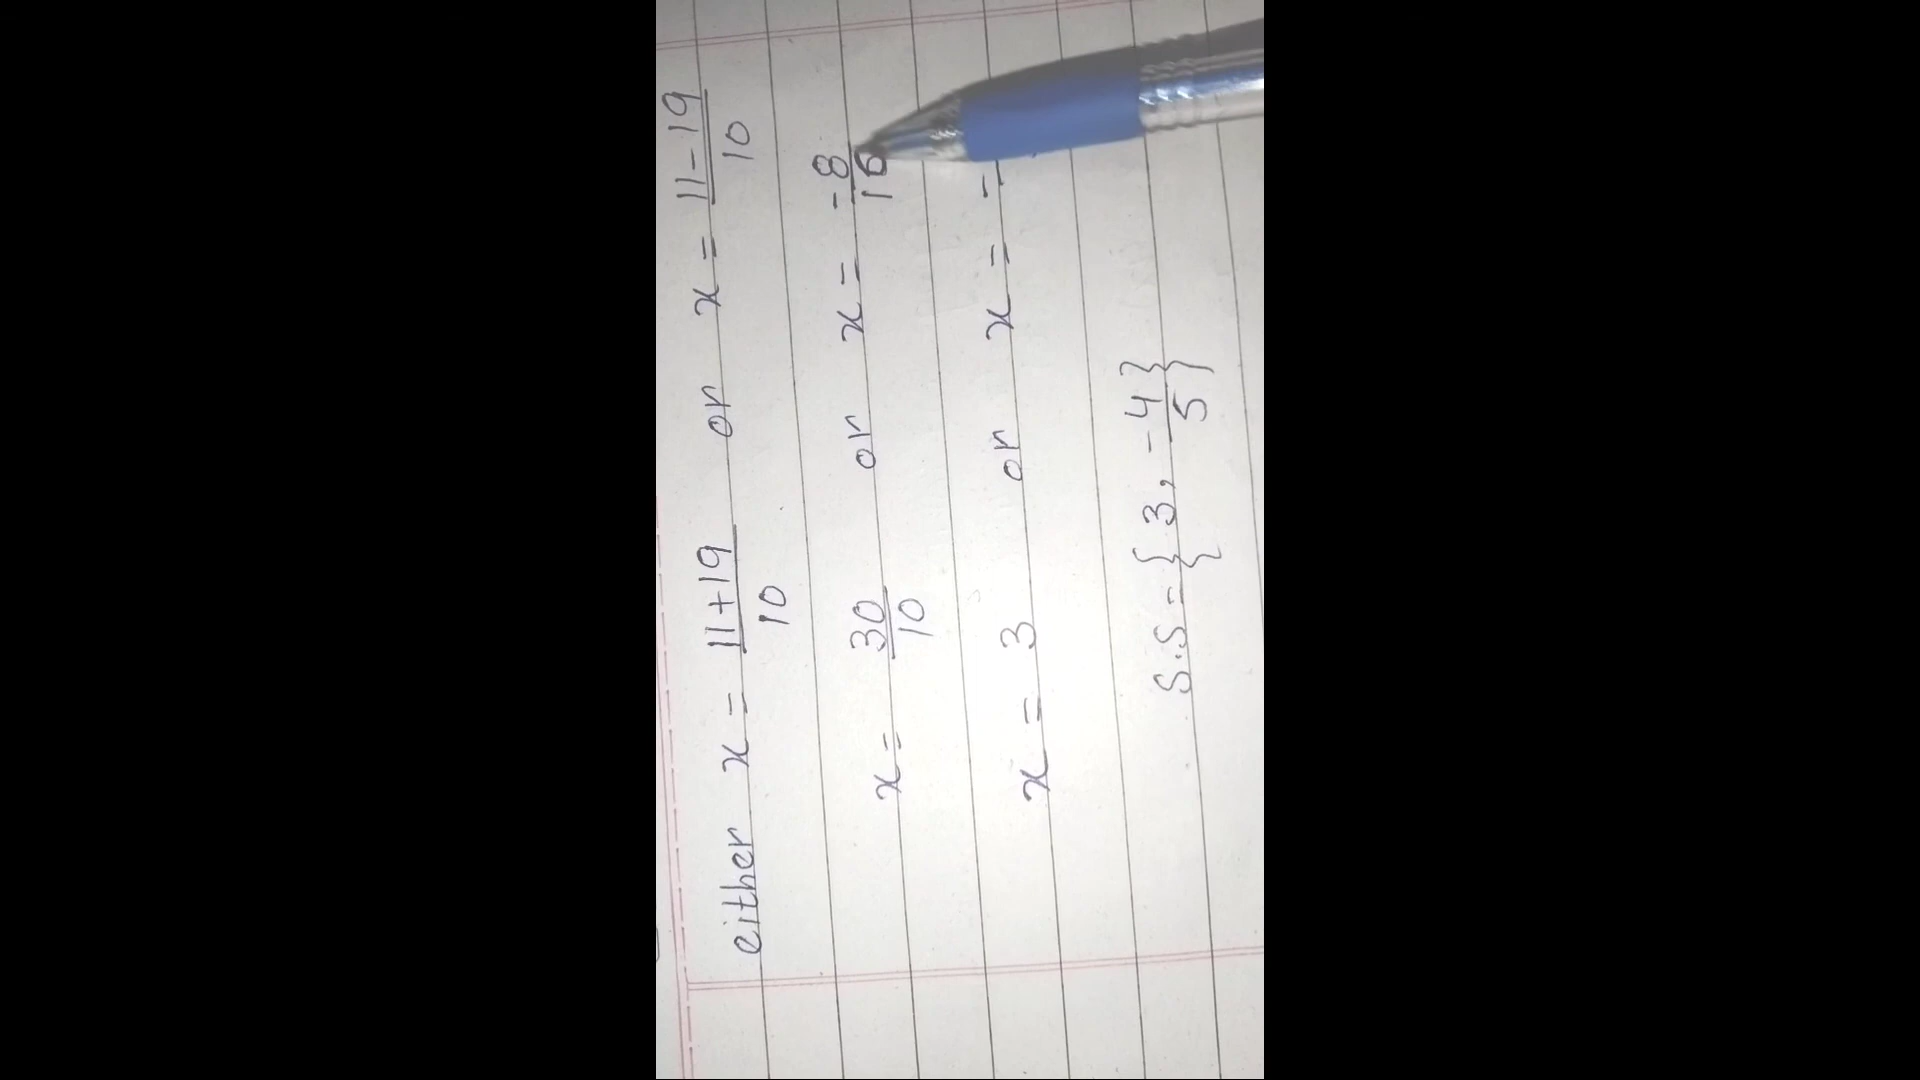 either x = 11+19/10 or x = 11-19/10
x = 30/10 or x = -8/10
x = 3 or x = -
S.S = { 3, -4/5 }